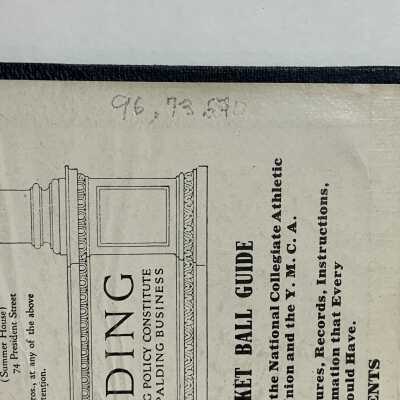 96, 73.570
(Summer House)
74 President Street
ros., at any of the above
tention.
DING
G POLICY CONSTITUTE
PALDING BUSINESS
KET BALL GUIDE
the National Collegiate Athletic
nion and the Y. M. C. A.
ures, Records, Instructions,
mation that Every
ould Have.
ENTS